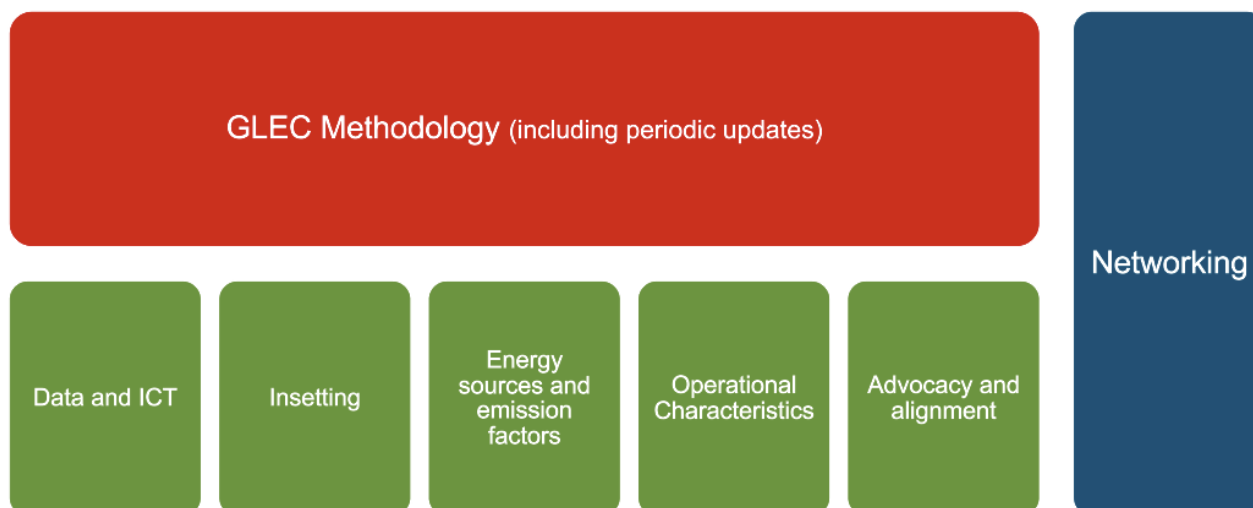 GLEC Methodology (including periodic updates)
Networking
Data and ICT
Insetting
Energy
sources and
emission
factors
Operational
Characteristics
Advocacy and
alignment